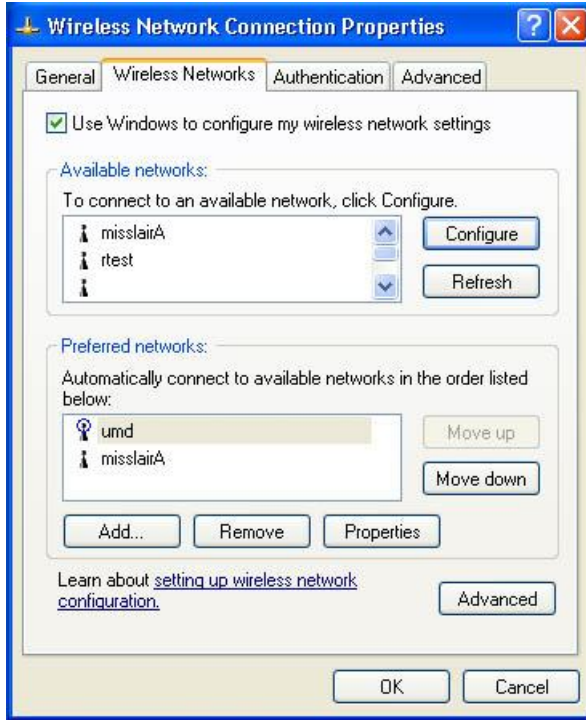 Wireless Network Connection Properties
General Wireless Networks Authentication Advanced
Use Windows to configure my wireless network settings
Available networks:
To connect to an available network, click Configure.
misslairA
rtest
Configure
Refresh
Preferred networks:
Automatically connect to available networks in the order listed
below:
umd
misslairA
Move up
Move down
Add... Remove Properties
Learn about setting up wireless network
configuration.
Advanced
OK Cancel